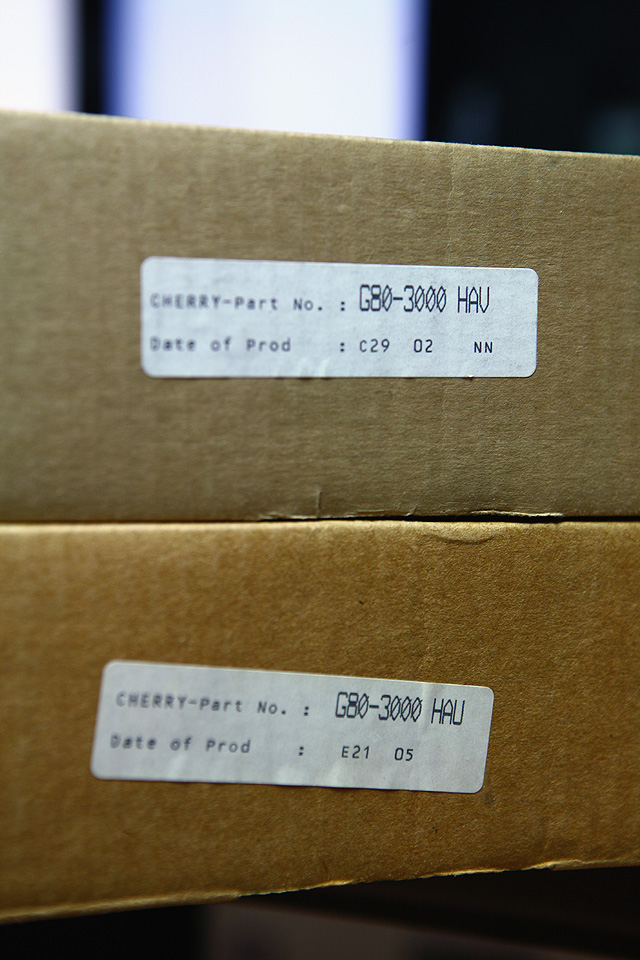 CHERRY-Part No. : G80-3000 HAV
Date of Prod : C29 02 NN
CHERRY-Part No. : G80-3000 HAU
Date of Prod : E21 05